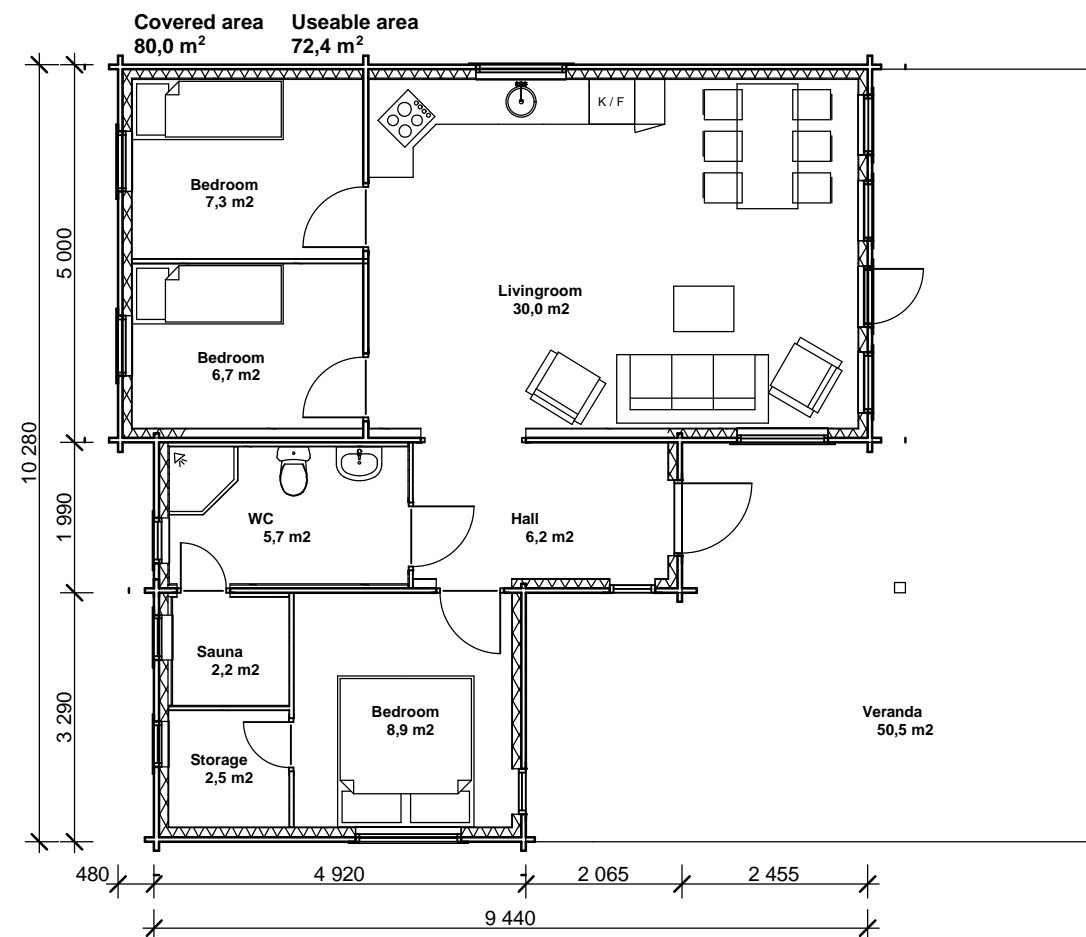 Covered area Useable area
80,0 m² 72,4 m²
K / F
Bedroom
7,3 m2
5 000
Livingroom
30,0 m2
Bedroom
6,7 m2
10 280
1 990
WC
5,7 m2
Hall
6,2 m2
Sauna
2,2 m2
3 290
Bedroom
8,9 m2
Veranda
50,5 m2
Storage
2,5 m2
480 4 920 2 065 2 455
9 440